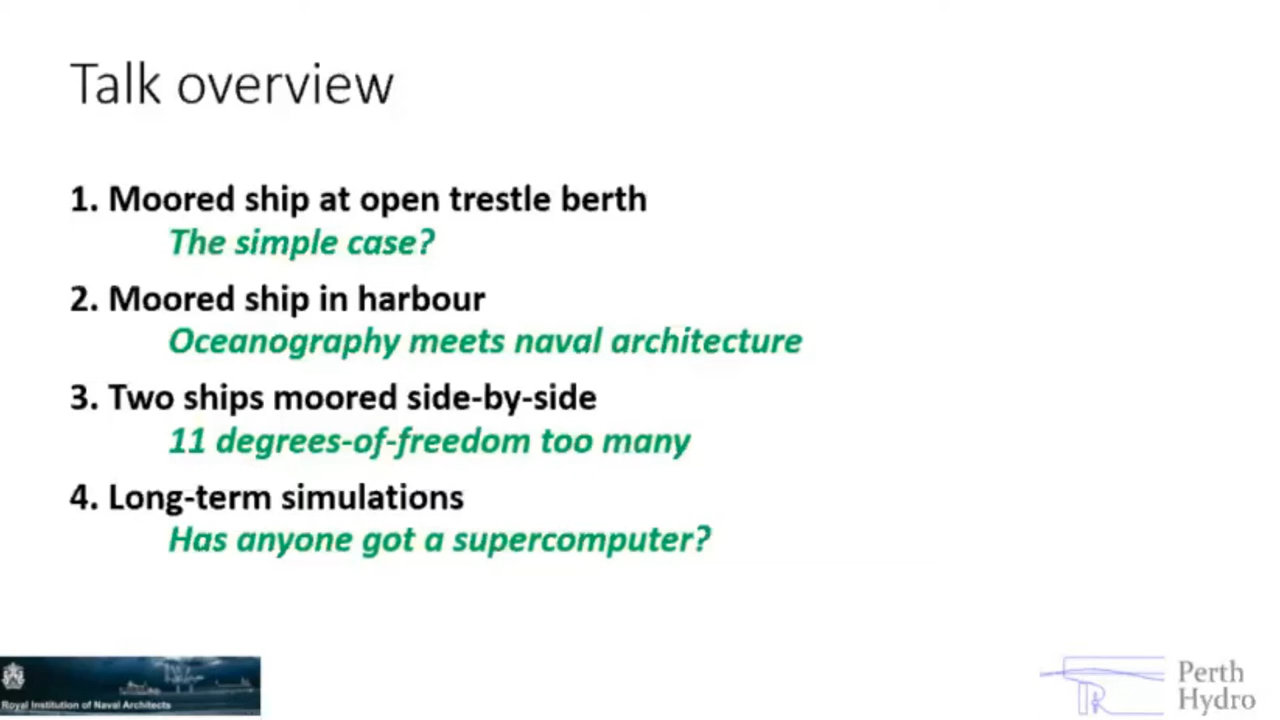 Talk overview
1. Moored ship at open trestle berth
The simple case?
2. Moored ship in harbour
Oceanography meets naval architecture
3. Two ships moored side-by-side
11 degrees-of-freedom too many
4. Long-term simulations
Has anyone got a supercomputer?
Royal Institution of Naval Architects
Perth
Hydro